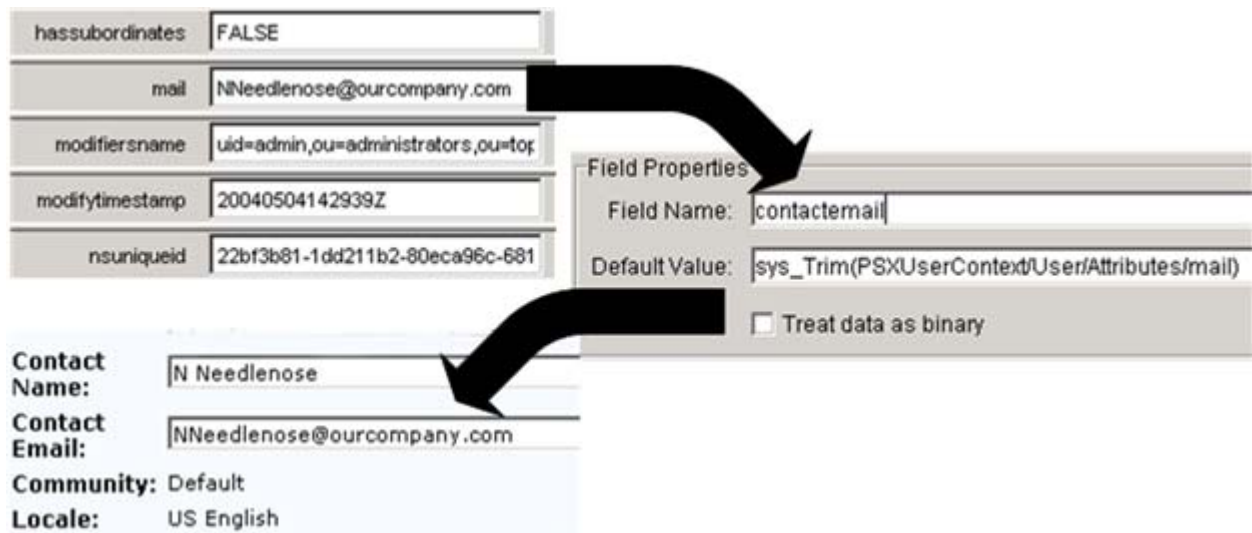 hassubordinates FALSE
mail NNeedlenose@ourcompany.com
modifiersname uid=admin,ou=administrators,ou=top
modifytimestamp 20040504142939Z
nsuniqueid 22bf3b81-1dd211b2-80eca96c-681
Field Properties
Field Name: contactemail
Default Value: sys_Trim(PSXUserContext/User/Attributes/mail)
Treat data as binary
Contact Name: N Needlenose
Contact Email: NNeedlenose@ourcompany.com
Community: Default
Locale: US English